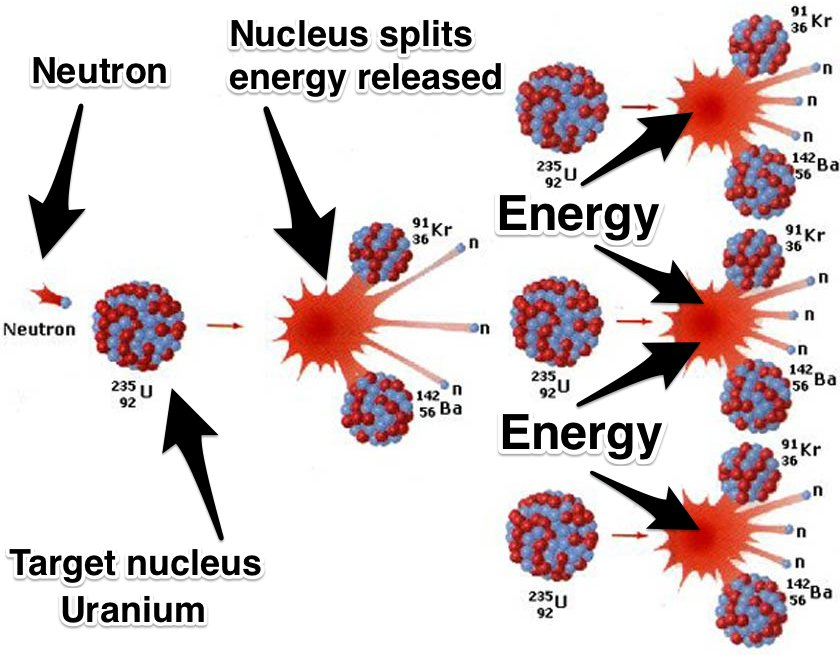 Neutron
Nucleus splits
energy released
Neutron
235
92 U
Target nucleus
Uranium
91
36 Kr
n
n
n
142
56 Ba
235
92 U
Energy
91
36 Kr
n
n
n
142
56 Ba
235
92 U
91
36 Kr
n
n
n
142
56 Ba
Energy
235
92 U
91
36 Kr
n
n
n
142
56 Ba